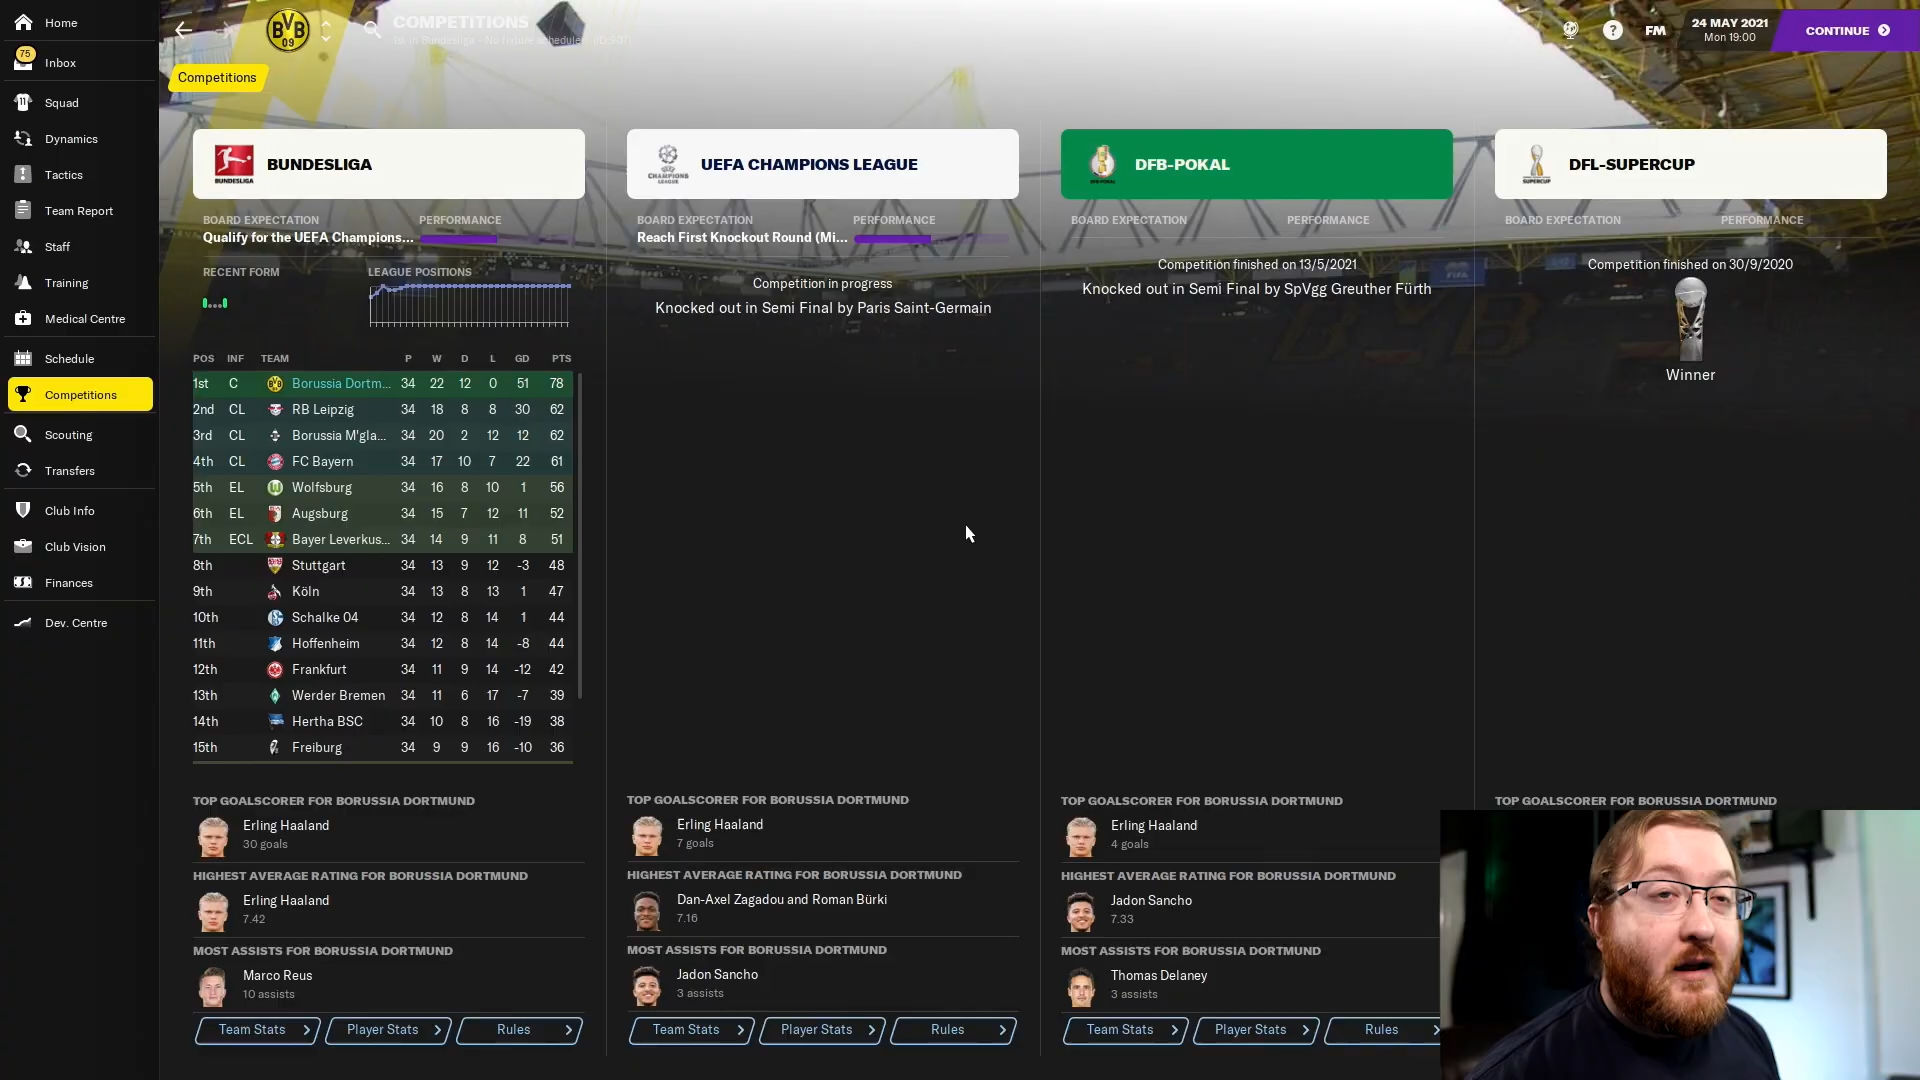 Home
75
Inbox
Squad
Dynamics
Tactics
Team Report
Staff
Training
Medical Centre
Schedule
Competitions
Scouting
Transfers
Club Info
Club Vision
Finances
Dev. Centre
BVB
09
COMPETITIONS
FM
24 MAY 2021
Mon 19:00
CONTINUE
Competitions
BUNDESLIGA
BOARD EXPECTATION PERFORMANCE
Qualify for the UEFA Champions...
RECENT FORM LEAGUE POSITIONS
POS INF TEAM P W D L GD PTS
1st C Borussia Dortm... 34 22 12 0 51 78
2nd CL RB Leipzig 34 18 8 8 30 62
3rd CL Borussia M'gla... 34 20 2 12 12 62
4th CL FC Bayern 34 17 10 7 22 61
5th EL Wolfsburg 34 16 8 10 1 56
6th EL Augsburg 34 15 7 12 11 52
7th ECL Bayer Leverkus... 34 14 9 11 8 51
8th Stuttgart 34 13 9 12 -3 48
9th Köln 34 13 8 13 1 47
10th Schalke 04 34 12 8 14 1 44
11th Hoffenheim 34 12 8 14 -8 44
12th Frankfurt 34 11 9 14 -12 42
13th Werder Bremen 34 11 6 17 -7 39
14th Hertha BSC 34 10 8 16 -19 38
15th Freiburg 34 9 9 16 -10 36
TOP GOALSCORER FOR BORUSSIA DORTMUND
Erling Haaland
30 goals
HIGHEST AVERAGE RATING FOR BORUSSIA DORTMUND
Erling Haaland
7.42
MOST ASSISTS FOR BORUSSIA DORTMUND
Marco Reus
10 assists
Team Stats Player Stats Rules
UEFA CHAMPIONS LEAGUE
BOARD EXPECTATION PERFORMANCE
Reach First Knockout Round (Mi...
Competition in progress
Knocked out in Semi Final by Paris Saint-Germain
TOP GOALSCORER FOR BORUSSIA DORTMUND
Erling Haaland
7 goals
HIGHEST AVERAGE RATING FOR BORUSSIA DORTMUND
Dan-Axel Zagadou and Roman Bürki
7.16
MOST ASSISTS FOR BORUSSIA DORTMUND
Jadon Sancho
3 assists
Team Stats Player Stats Rules
DFB-POKAL
BOARD EXPECTATION PERFORMANCE
Competition finished on 13/5/2021
Knocked out in Semi Final by SpVgg Greuther Fürth
TOP GOALSCORER FOR BORUSSIA DORTMUND
Erling Haaland
4 goals
HIGHEST AVERAGE RATING FOR BORUSSIA DORTMUND
Jadon Sancho
7.33
MOST ASSISTS FOR BORUSSIA DORTMUND
Thomas Delaney
3 assists
Team Stats Player Stats Rules
DFL-SUPERCUP
BOARD EXPECTATION PERFORMANCE
Competition finished on 30/9/2020
Winner
TOP GOALSCORER FOR BORUSSIA DORTMUND